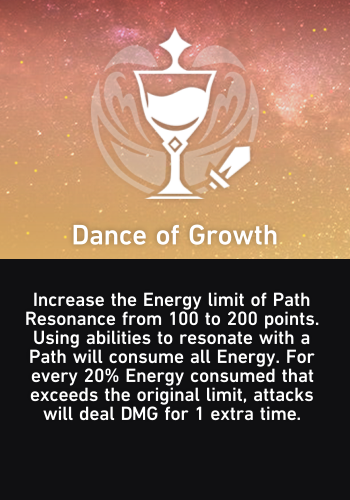 Dance of Growth
Increase the Energy limit of Path
Resonance from 100 to 200 points.
Using abilities to resonate with a
Path will consume all Energy. For
every 20% Energy consumed that
exceeds the original limit, attacks
will deal DMG for 1 extra time.